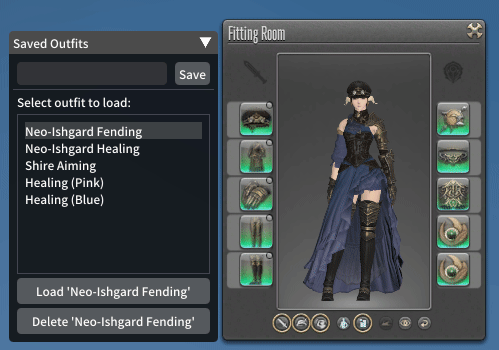 Saved Outfits
Save
Select outfit to load:
Neo-Ishgard Fending
Neo-Ishgard Healing
Shire Aiming
Healing (Pink)
Healing (Blue)
Load 'Neo-Ishgard Fending'
Delete 'Neo-Ishgard Fending'
Fitting Room